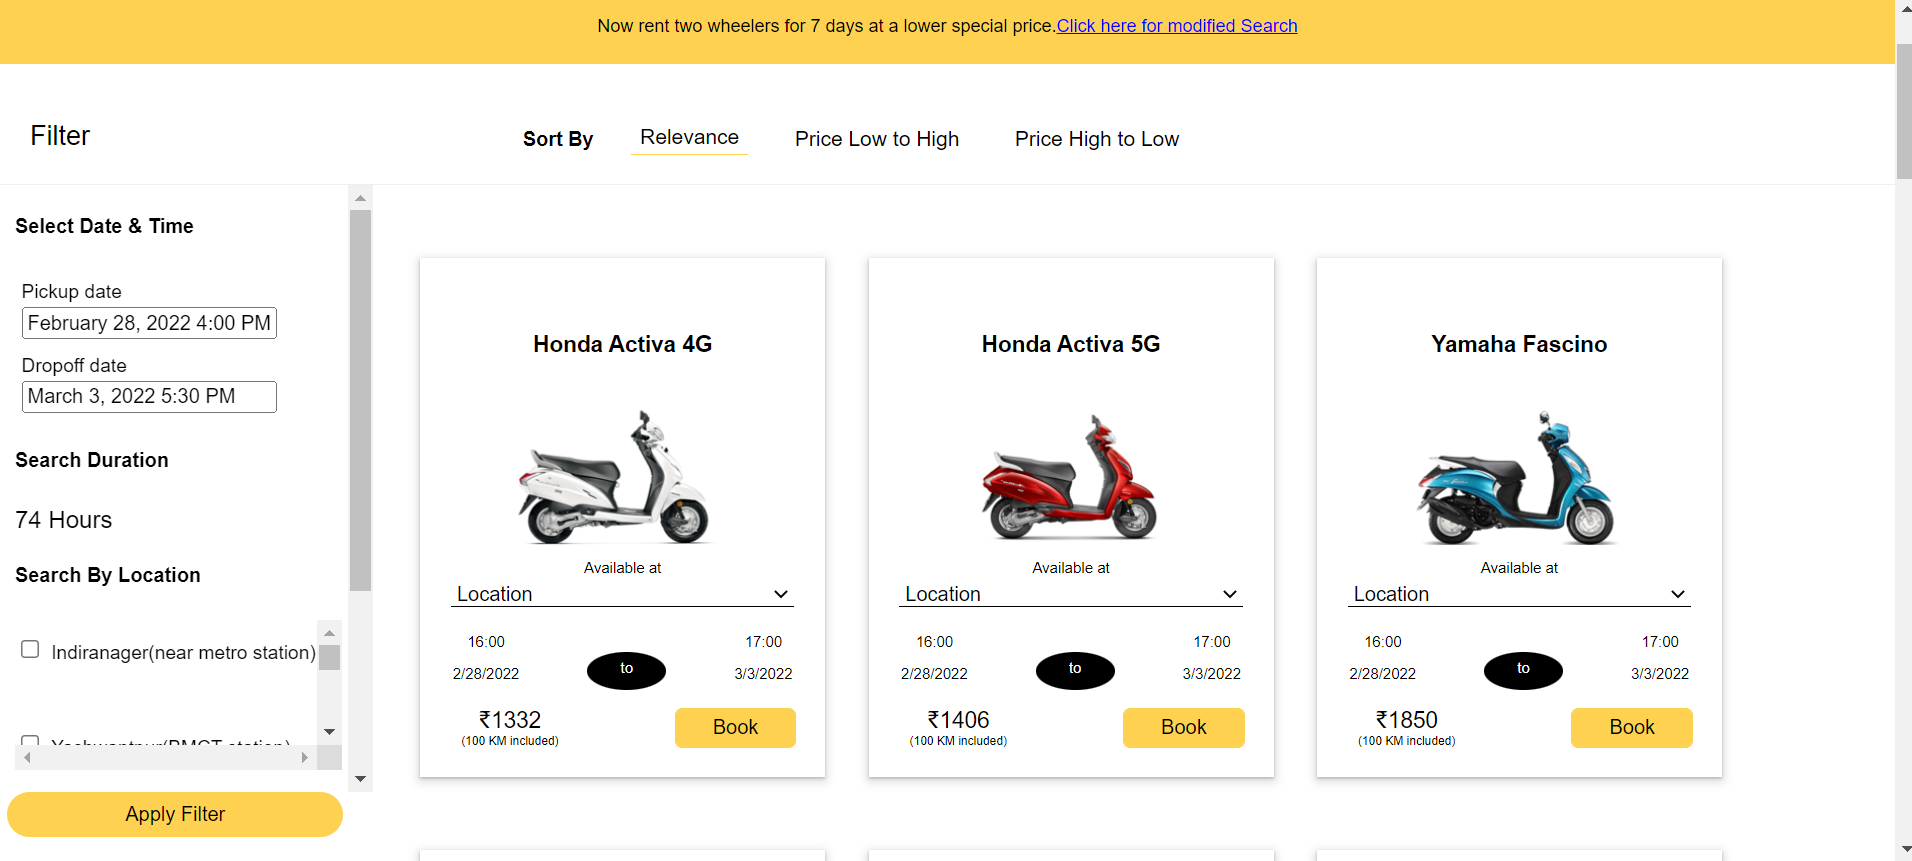 Now rent two wheelers for 7 days at a lower special price.Click here for modified Search
Filter
Sort By Relevance Price Low to High Price High to Low
Select Date & Time
Pickup date
February 28, 2022 4:00 PM
Dropoff date
March 3, 2022 5:30 PM
Search Duration
74 Hours
Search By Location
Indiranager(near metro station)
Apply Filter
Honda Activa 4G
Available at
Location
16:00 17:00
2/28/2022 to 3/3/2022
₹1332 Book
(100 KM included)
Honda Activa 5G
Available at
Location
16:00 17:00
2/28/2022 to 3/3/2022
₹1406 Book
(100 KM included)
Yamaha Fascino
Available at
Location
16:00 17:00
2/28/2022 to 3/3/2022
₹1850 Book
(100 KM included)